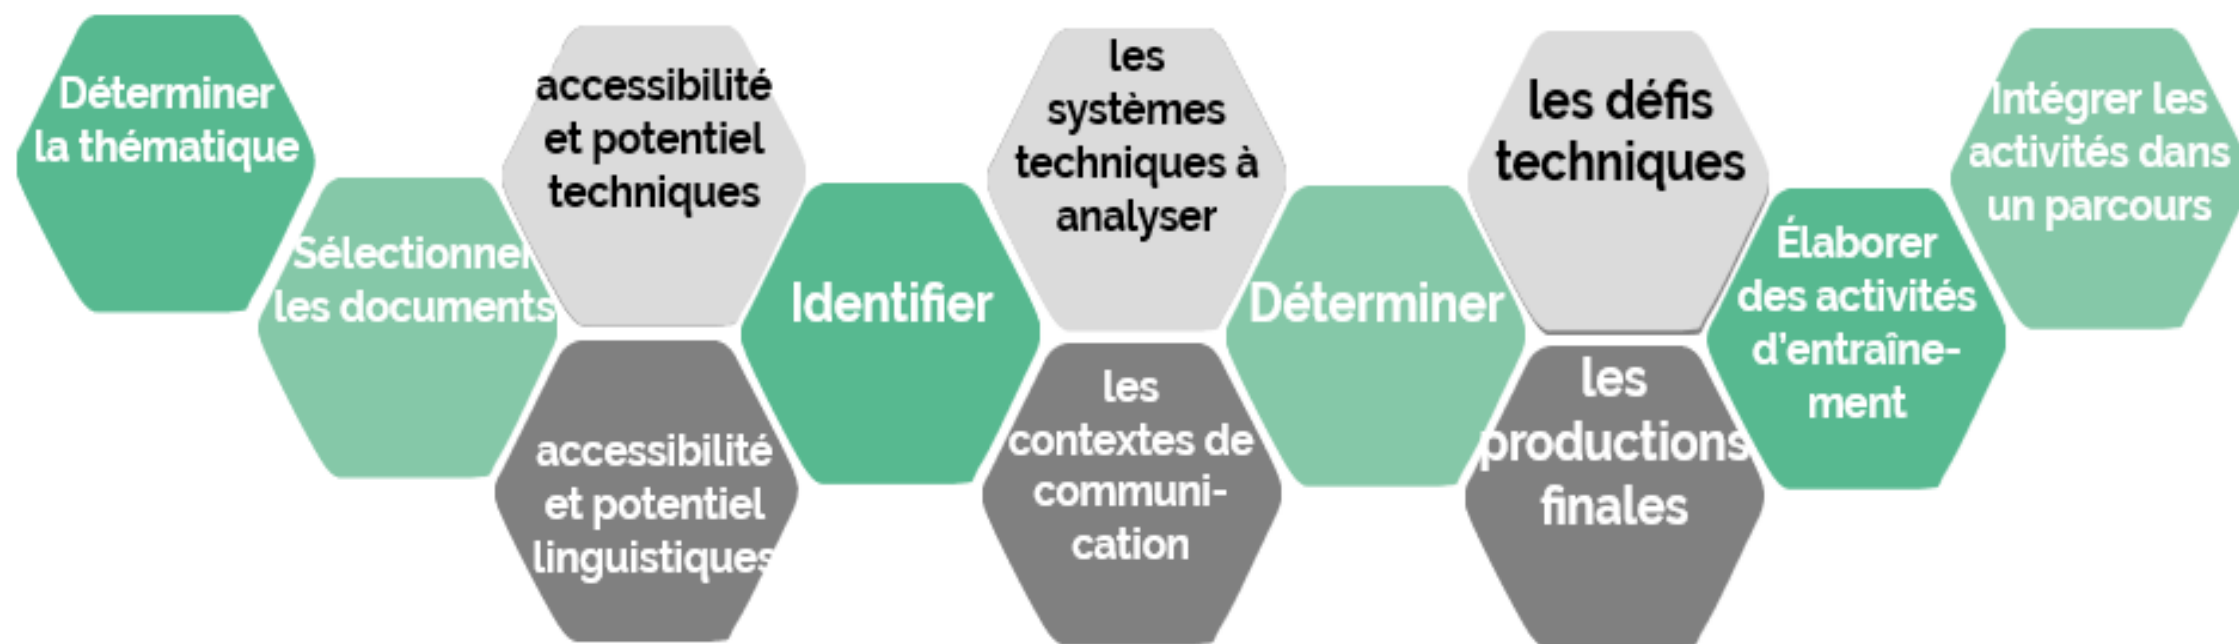 Déterminer
la thématique
Sélectionner
les documents
accessibilité
et potentiel
techniques
accessibilité
et potentiel
linguistiques
Identifier
les
systèmes
techniques à
analyser
les
contextes de
communi-
cation
Déterminer
les défis
techniques
les
productions
finales
Élaborer
des activités
d'entraîne-
ment
Intégrer les
activités dans
un parcours